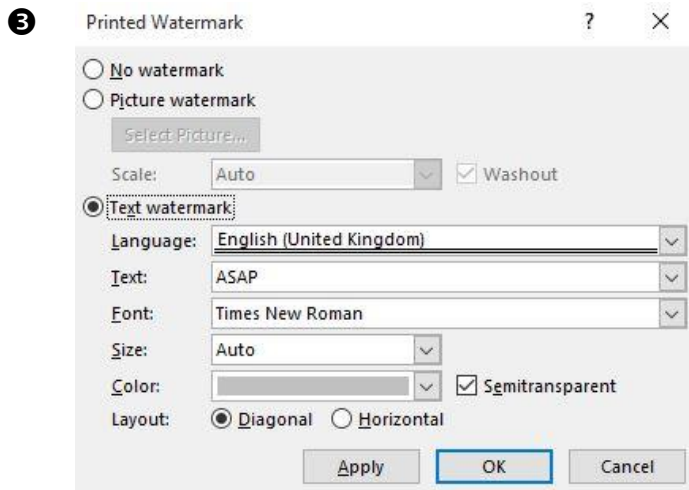 ❸ Printed Watermark ? ×
No watermark
Picture watermark
Select Picture...
Scale: Auto Washout
Text watermark
Language: English (United Kingdom)
Text: ASAP
Font: Times New Roman
Size: Auto
Color: Semitransparent
Layout: Diagonal Horizontal
Apply OK Cancel